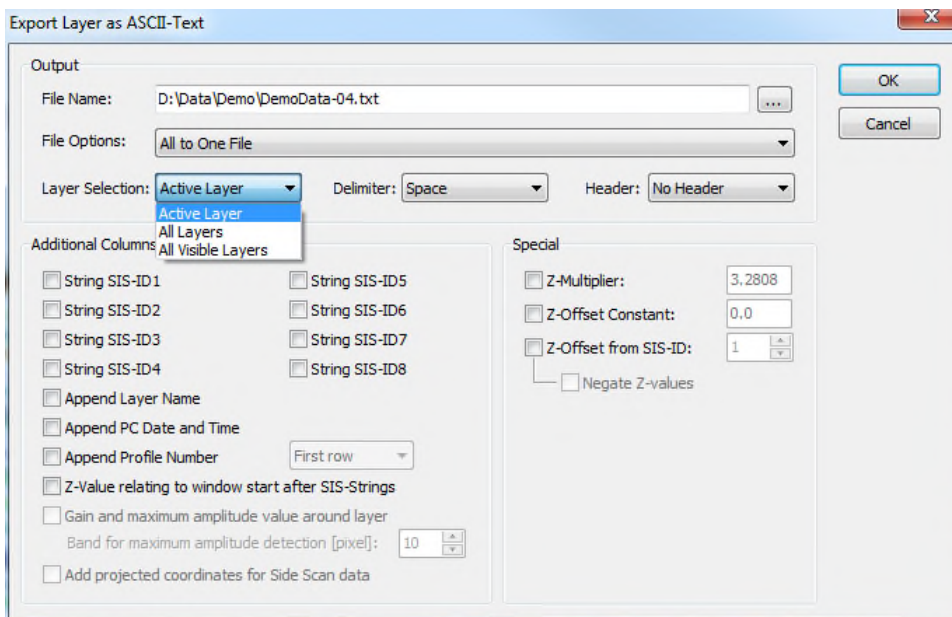 Export Layer as ASCII-Text
X
Output
File Name: D:\Data\Demo\DemoData-04.txt ...
OK
File Options: All to One File
Cancel
Layer Selection: Active Layer Delimiter: Space Header: No Header
Active Layer
All Layers
All Visible Layers
Additional Columns
String SIS-ID1 String SIS-ID5
String SIS-ID2 String SIS-ID6
String SIS-ID3 String SIS-ID7
String SIS-ID4 String SIS-ID8
Append Layer Name
Append PC Date and Time
Append Profile Number First row
Z-Value relating to window start after SIS-Strings
Gain and maximum amplitude value around layer
Band for maximum amplitude detection [pixel]: 10
Add projected coordinates for Side Scan data
Special
Z-Multiplier: 3.2808
Z-Offset Constant: 0.0
Z-Offset from SIS-ID: 1
Negate Z-values